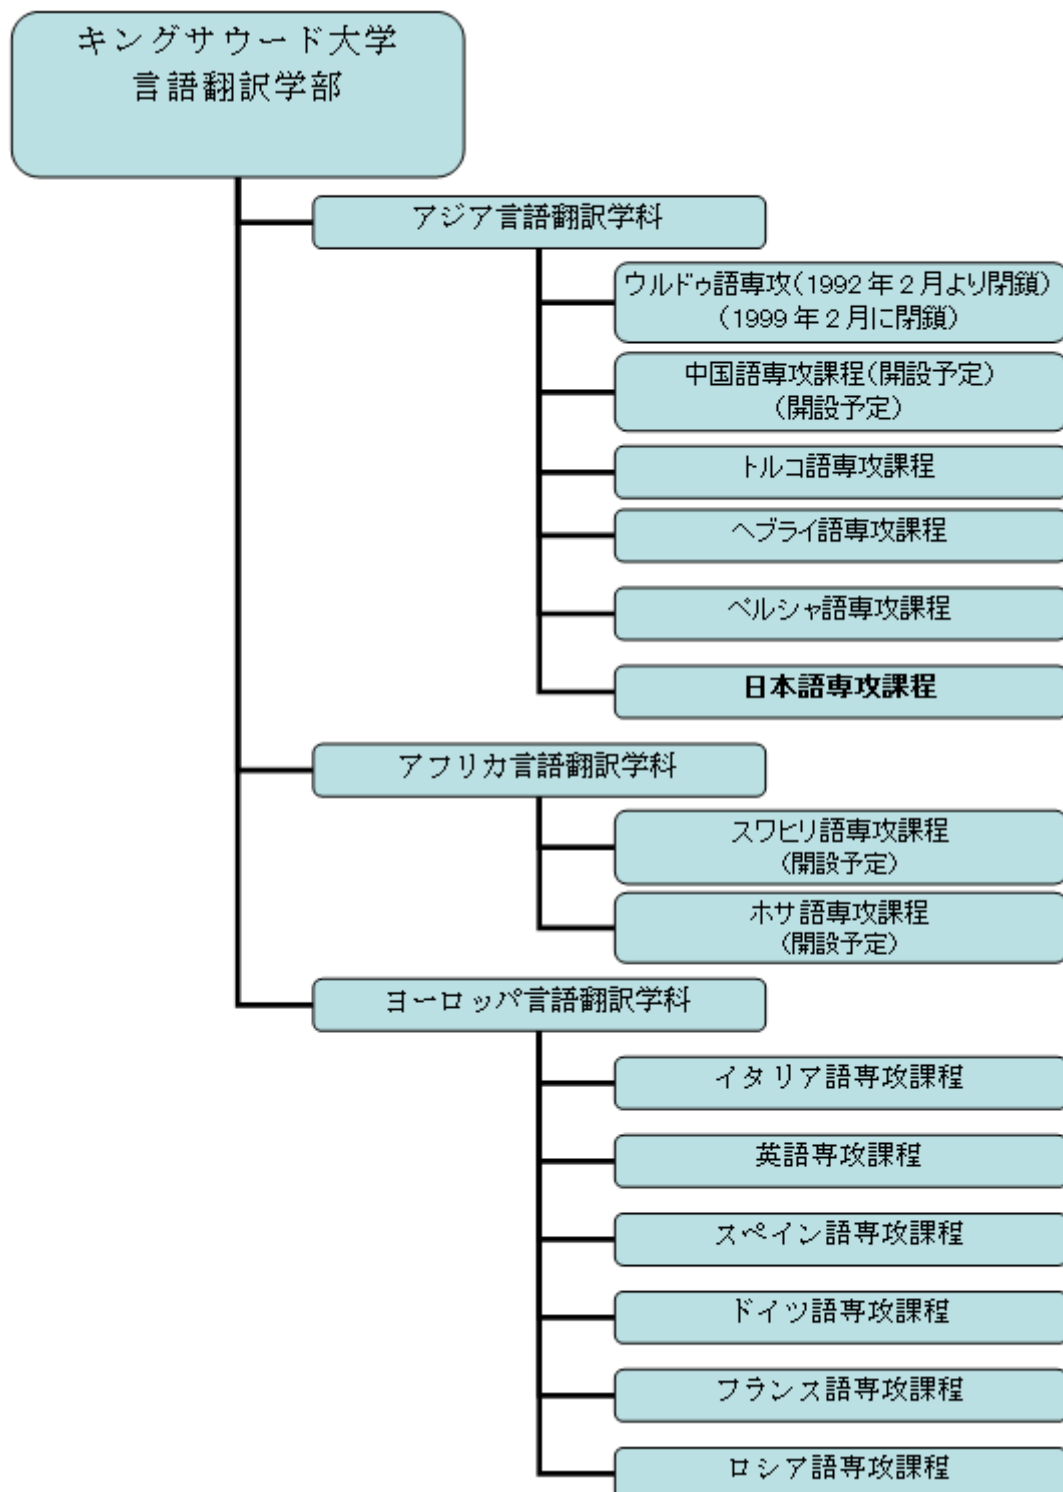 キングサウード大学
言語翻訳学部
アジア言語翻訳学科
ウルドゥ語専攻(1992年2月より閉鎖)
(1999年2月に閉鎖)
中国語専攻課程(開設予定)
(開設予定)
トルコ語専攻課程
ヘブライ語専攻課程
ペルシャ語専攻課程
日本語専攻課程
アフリカ言語翻訳学科
スワヒリ語専攻課程
(開設予定)
ホサ語専攻課程
(開設予定)
ヨーロッパ言語翻訳学科
イタリア語専攻課程
英語専攻課程
スペイン語専攻課程
ドイツ語専攻課程
フランス語専攻課程
ロシア語専攻課程